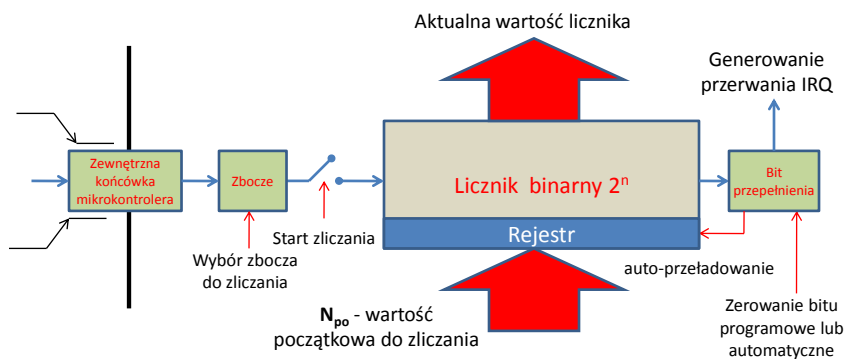 Aktualna wartość licznika
Generowanie
przerwania IRQ
Zewnętrzna
końcówka
mikrokontrolera
Zbocze
Licznik binarny 2ⁿ
Bit
przepełnienia
Start zliczania
Rejestr
Wybór zbocza
do zliczania
auto-przeładowanie
Npo - wartość
początkowa do zliczania
Zerowanie bitu
programowe lub
automatyczne